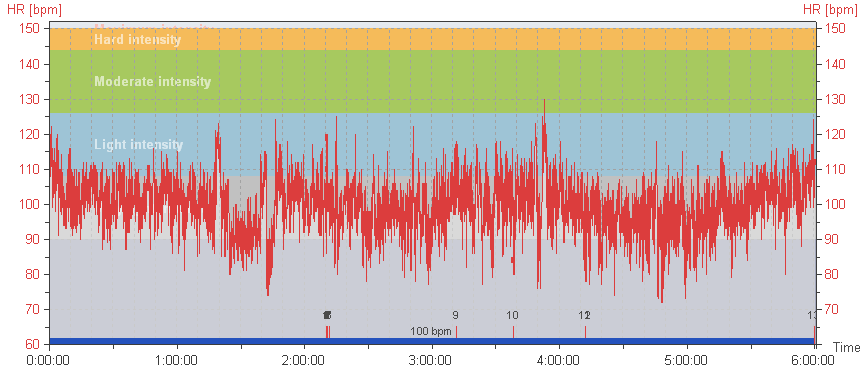 HR [bpm] HR [bpm]
150 150
Hard intensity
140 140
Moderate intensity
130 130
120 120
Light intensity
110 110
100 100
90 90
80 80
70 70
9 10 13
100 bpm
60 60
Time
0:00:00 1:00:00 2:00:00 3:00:00 4:00:00 5:00:00 6:00:00